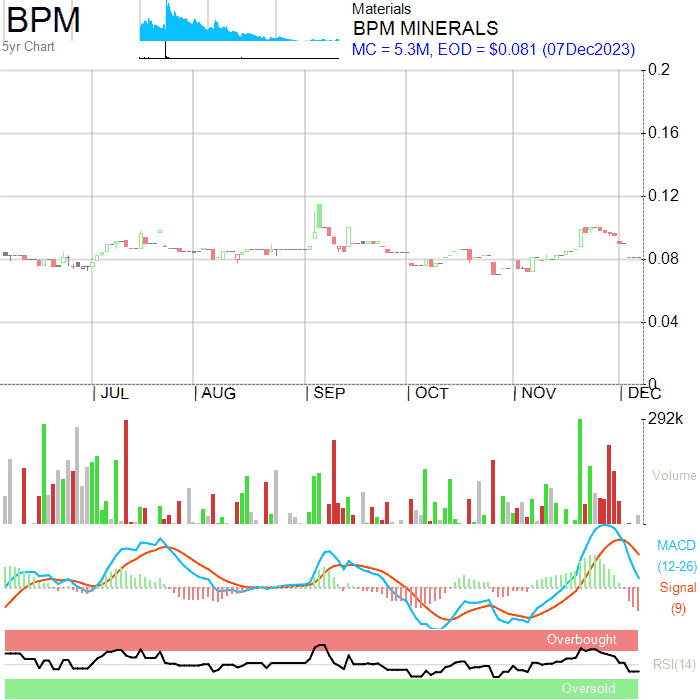 BPM
5yr Chart
Materials
BPM MINERALS
MC = 5.3M, EOD = $0.081 (07Dec2023)
0.2
0.16
0.12
0.08
0.04
0
JUL AUG SEP OCT NOV DEC
292k
Volume
MACD
(12-26)
Signal
(9)
Overbought
RSI(14)
Oversold